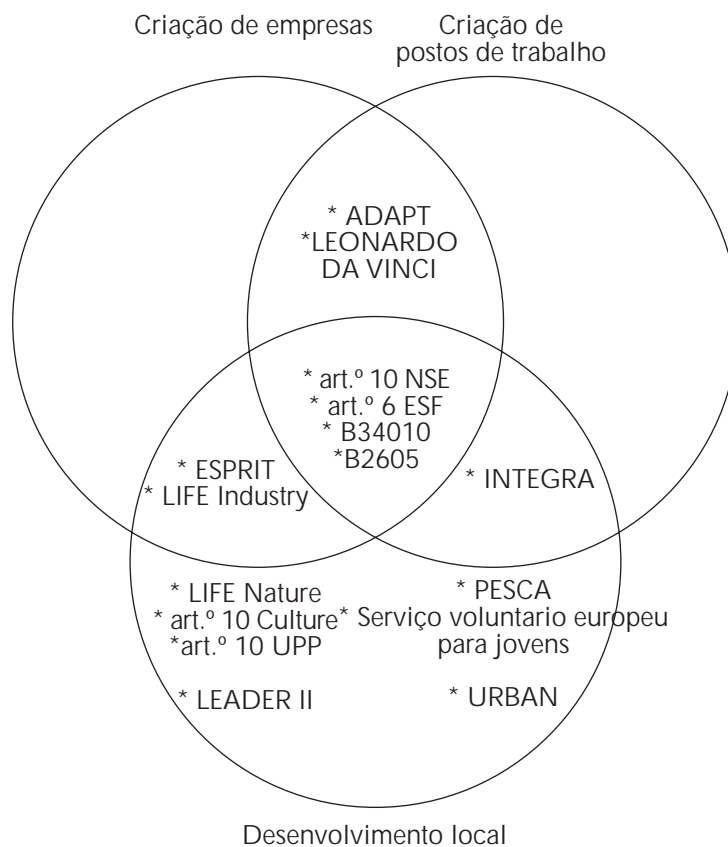 Criação de empresas
Criação de
postos de trabalho
* ADAPT
*LEONARDO
DA VINCI
* art.º 10 NSE
* art.º 6 ESF
* B34010
*B2605
* ESPRIT
* LIFE Industry
* INTEGRA
* LIFE Nature
* art.º 10 Culture
*art.º 10 UPP
* LEADER II
* PESCA
* Serviço voluntario europeu
para jovens
* URBAN
Desenvolvimento local